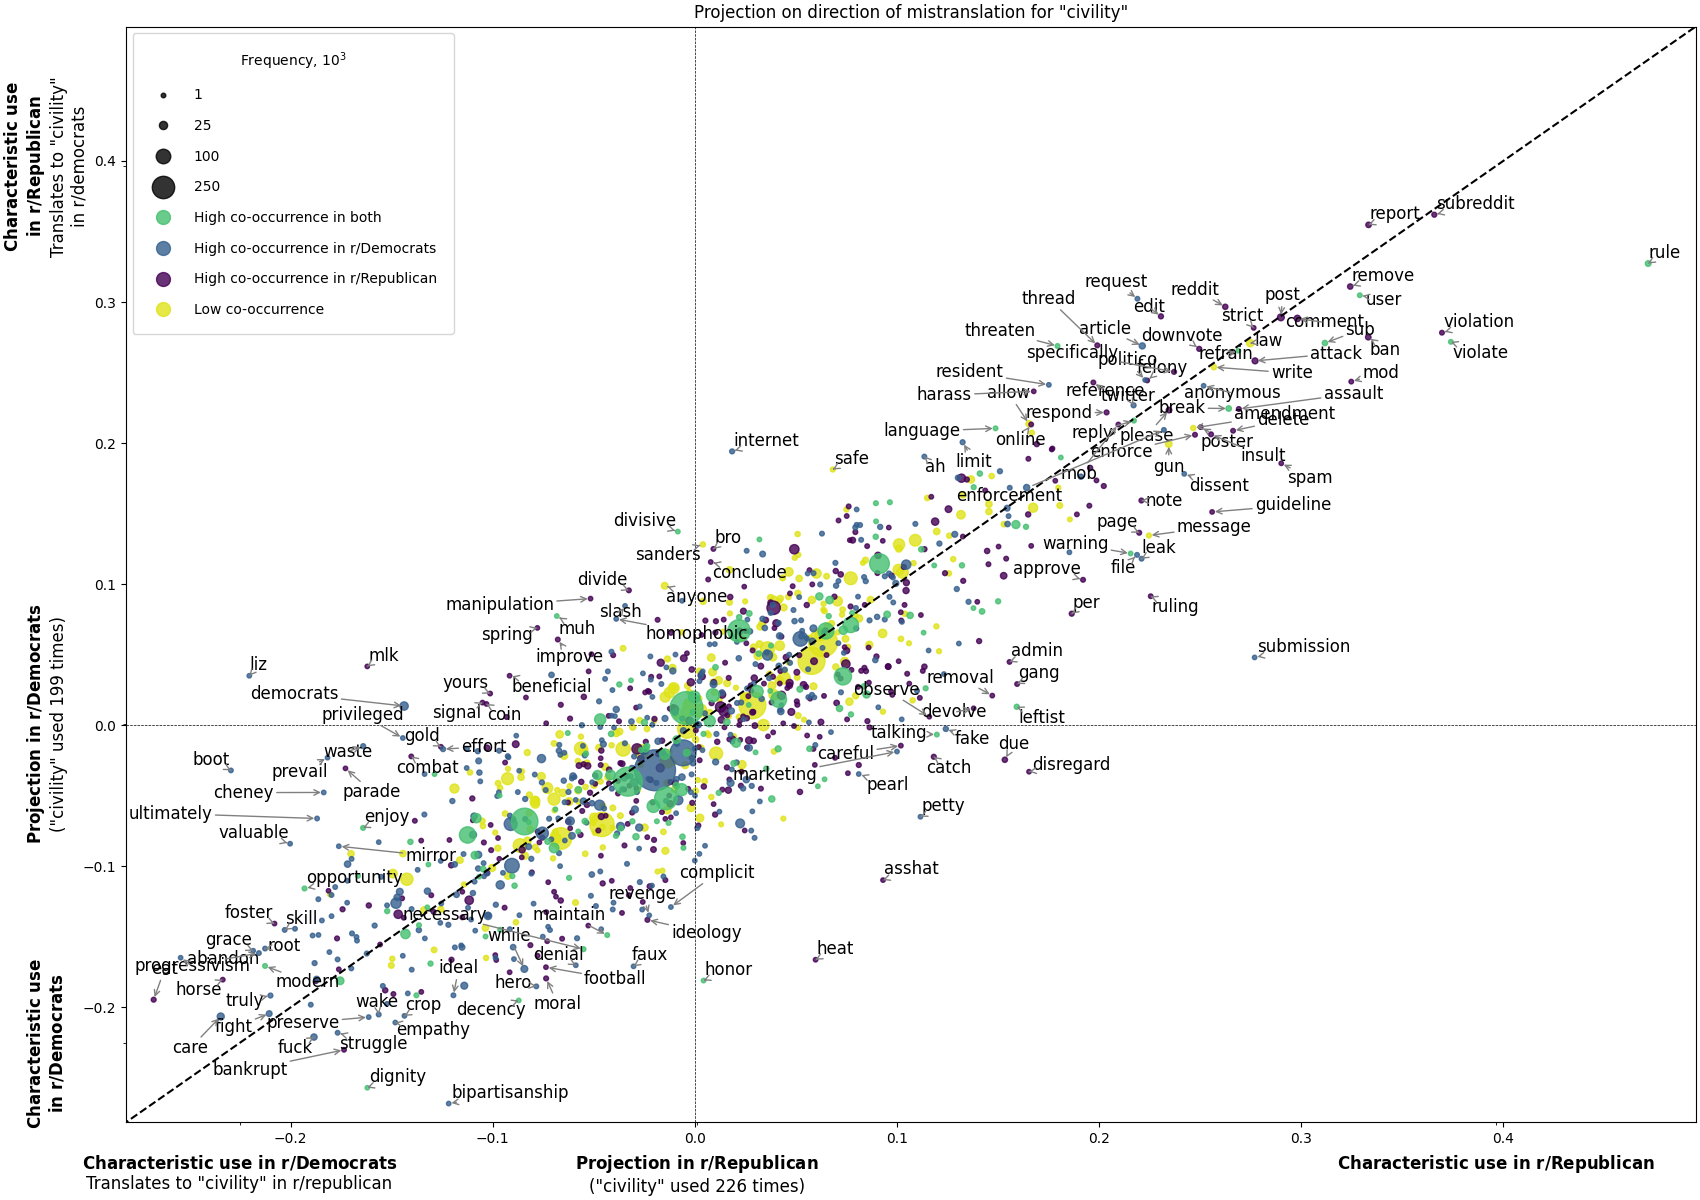 Projection on direction of mistranslation for "civility"
Frequency, 10³
1
25
100
250
High co-occurrence in both
High co-occurrence in r/Democrats
High co-occurrence in r/Republican
Low co-occurrence
Characteristic use
in r/Republican
Translates to "civility"
in r/democrats
Projection in r/Democrats
("civility" used 199 times)
Characteristic use
in r/Democrats
0.4
0.3
0.2
0.1
0.0
−0.1
−0.2
subreddit
report
rule
remove
request
reddit
post
user
thread
edit
strict
comment
violation
threaten
article
downvote
law
sub
specifically
politico
refrain
attack
ban
violate
resident
felony
write
mod
harass
allow
reference
twitter
anonymous
assault
respond
break
amendment
delete
language
online
reply
please
poster
internet
safe
ah
limit
enforce
insult
mob
gun
spam
enforcement
dissent
note
guideline
divisive
page
message
bro
sanders
warning
leak
conclude
approve
file
divide
manipulation
anyone
slash
per
ruling
spring
muh
homophobic
improve
submission
liz
mlk
admin
yours
beneficial
gang
democrats
observe
removal
privileged
signal
coin
devolve
leftist
gold
effort
talking
fake
due
boot
waste
careful
prevail
combat
marketing
catch
disregard
cheney
parade
pearl
ultimately
enjoy
petty
valuable
mirror
opportunity
complicit
asshat
revenge
foster
skill
necessary
maintain
grace
root
while
ideology
heat
abandon
progressivism
cut
ideal
denial
faux
honor
horse
modern
hero
football
truly
wake
crop
decency
moral
fight
preserve
empathy
care
fuck
struggle
bankrupt
dignity
bipartisanship
−0.2
−0.1
0.0
0.1
0.2
0.3
0.4
Characteristic use in r/Democrats
Translates to "civility" in r/republican
Projection in r/Republican
("civility" used 226 times)
Characteristic use in r/Republican